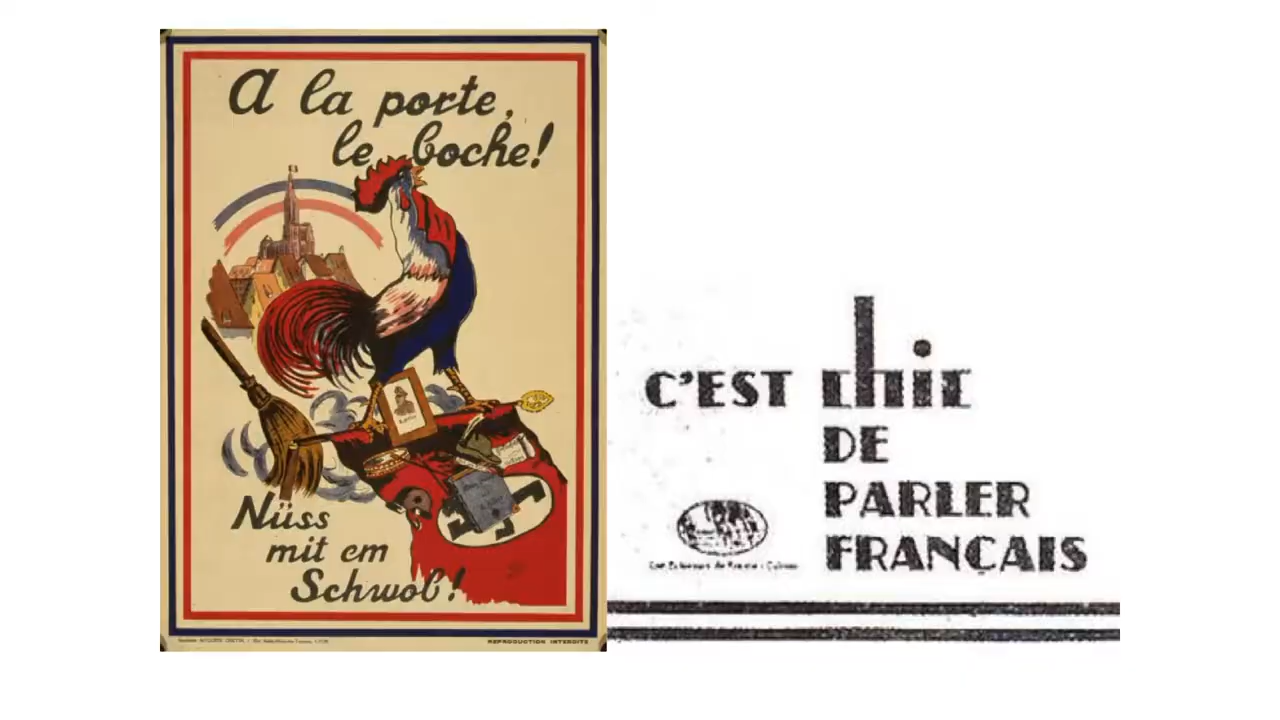 A la porte,
le boche!
Nüss
mit em
Schwob!
REPRODUCTION INTERDITE
C'EST chic
DE
PARLER
FRANÇAIS